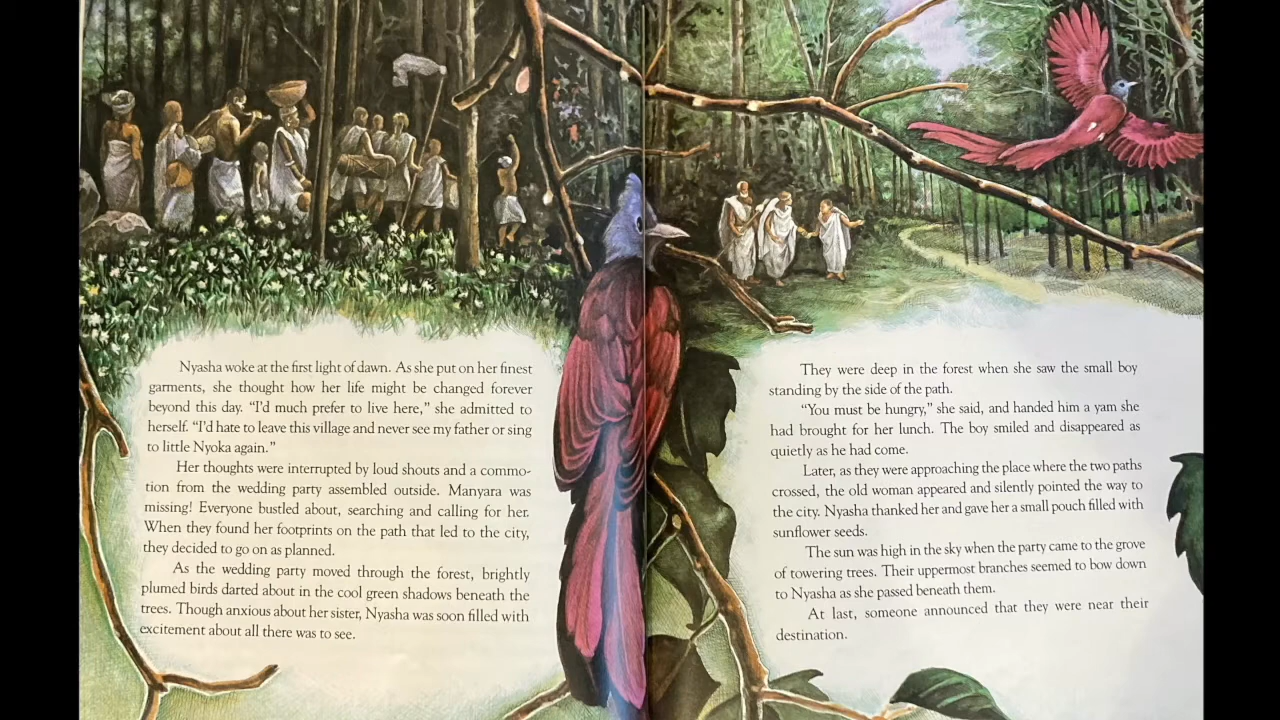 Nyasha woke at the first light of dawn. As she put on her finest
garments, she thought how her life might be changed forever
beyond this day. “I’d much prefer to live here,” she admitted to
herself. “I’d hate to leave this village and never see my father or sing
to little Nyoka again.”
Her thoughts were interrupted by loud shouts and a commo-
tion from the wedding party assembled outside. Manyara was
missing! Everyone bustled about, searching and calling for her.
When they found her footprints on the path that led to the city,
they decided to go on as planned.
As the wedding party moved through the forest, brightly
plumed birds darted about in the cool green shadows beneath the
trees. Though anxious about her sister, Nyasha was soon filled with
excitement about all there was to see.
They were deep in the forest when she saw the small boy
standing by the side of the path.
“You must be hungry,” she said, and handed him a yam she
had brought for her lunch. The boy smiled and disappeared as
quietly as he had come.
Later, as they were approaching the place where the two paths
crossed, the old woman appeared and silently pointed the way to
the city. Nyasha thanked her and gave her a small pouch filled with
sunflower seeds.
The sun was high in the sky when the party came to the grove
of towering trees. Their uppermost branches seemed to bow down
to Nyasha as she passed beneath them.
At last, someone announced that they were near their
destination.